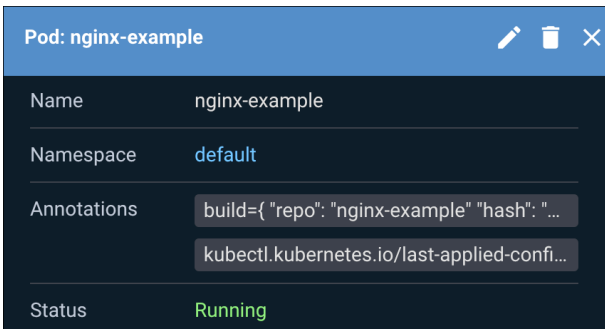 Pod: nginx-example
Name nginx-example
Namespace default
Annotations build={ "repo": "nginx-example" "hash": "...
kubectl.kubernetes.io/last-applied-confi...
Status Running